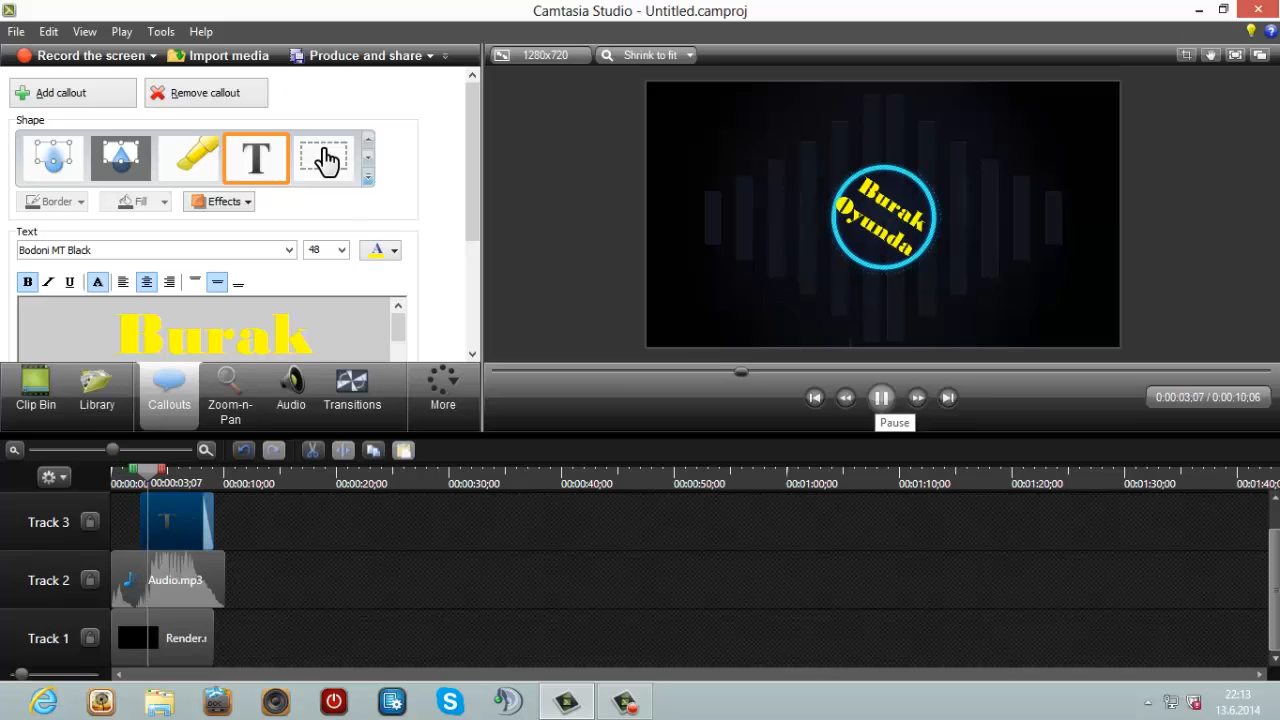 Camtasia Studio - Untitled.camproj
File Edit View Play Tools Help
Record the screen Import media Produce and share
1280x720 Shrink to fit
Add callout Remove callout
Shape
T
Border Fill Effects
Text
Bodoni MT Black 48 A
B I U A
Burak
Burak
Oyunda
Clip Bin Library Callouts Zoom-n-Pan Audio Transitions More
0:00:03;07 / 0:00:10;06
Pause
0:00:00 00:00:03;07 00:00:10;00 00:00:20;00 00:00:30;00 00:00:40;00 00:00:50;00 00:01:00;00 00:01:10;00 00:01:20;00 00:01:30;00 00:01:40;
Track 3 T
Track 2 Audio.mp3
Track 1 Render.
DOC
22:13
13.6.2014